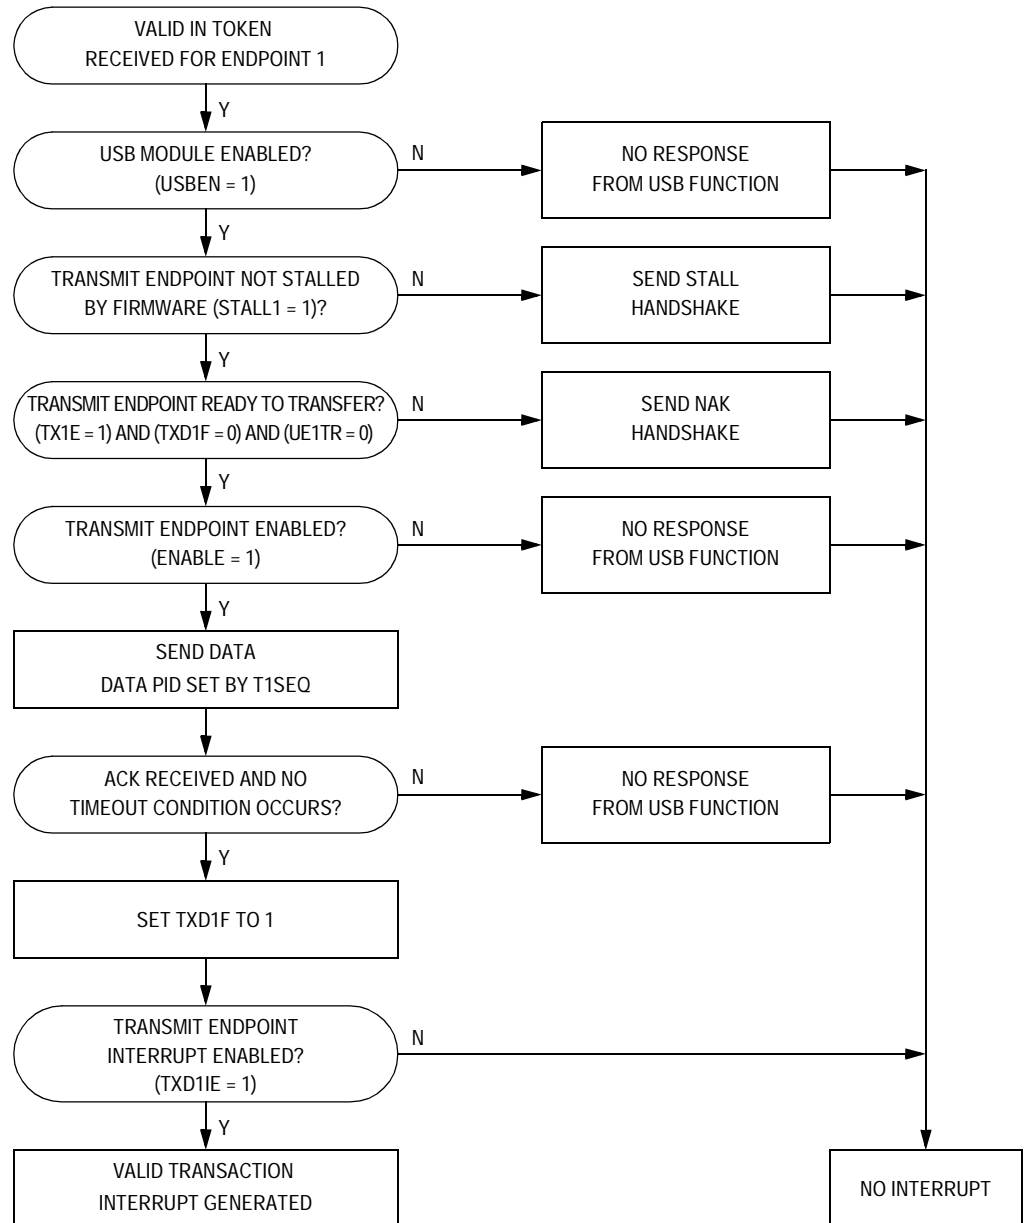 VALID IN TOKEN
RECEIVED FOR ENDPOINT 1
Y
USB MODULE ENABLED?
(USBEN = 1)
N
NO RESPONSE
FROM USB FUNCTION
Y
TRANSMIT ENDPOINT NOT STALLED
BY FIRMWARE (STALL1 = 1)?
N
SEND STALL
HANDSHAKE
Y
TRANSMIT ENDPOINT READY TO TRANSFER?
(TX1E = 1) AND (TXD1F = 0) AND (UE1TR = 0)
N
SEND NAK
HANDSHAKE
Y
TRANSMIT ENDPOINT ENABLED?
(ENABLE = 1)
N
NO RESPONSE
FROM USB FUNCTION
Y
SEND DATA
DATA PID SET BY T1SEQ
ACK RECEIVED AND NO
TIMEOUT CONDITION OCCURS?
N
NO RESPONSE
FROM USB FUNCTION
Y
SET TXD1F TO 1
TRANSMIT ENDPOINT
INTERRUPT ENABLED?
(TXD1IE = 1)
N
Y
VALID TRANSACTION
INTERRUPT GENERATED
NO INTERRUPT